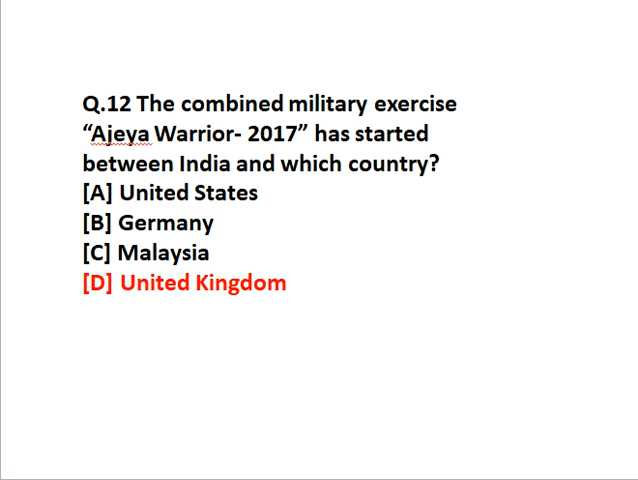 Q.12 The combined military exercise
“Ajeya Warrior- 2017” has started
between India and which country?
[A] United States
[B] Germany
[C] Malaysia
[D] United Kingdom